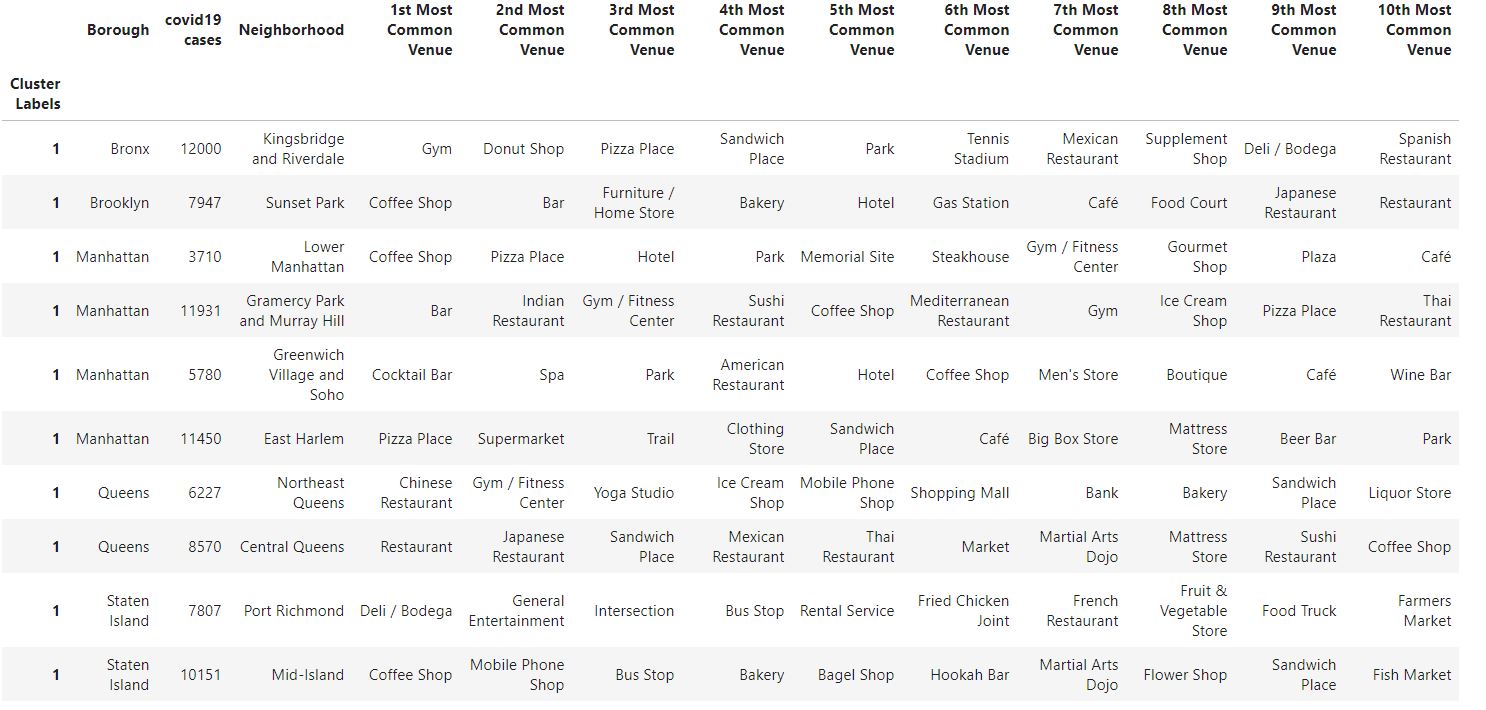 Borough covid19 cases Neighborhood 1st Most Common Venue 2nd Most Common Venue 3rd Most Common Venue 4th Most Common Venue 5th Most Common Venue 6th Most Common Venue 7th Most Common Venue 8th Most Common Venue 9th Most Common Venue 10th Most Common Venue
Cluster Labels
1 Bronx 12000 Kingsbridge and Riverdale Gym Donut Shop Pizza Place Sandwich Place Park Tennis Stadium Mexican Restaurant Supplement Shop Deli / Bodega Spanish Restaurant
1 Brooklyn 7947 Sunset Park Coffee Shop Bar Furniture / Home Store Bakery Hotel Gas Station Café Food Court Japanese Restaurant Restaurant
1 Manhattan 3710 Lower Manhattan Coffee Shop Pizza Place Hotel Park Memorial Site Steakhouse Gym / Fitness Center Gourmet Shop Plaza Café
1 Manhattan 11931 Gramercy Park and Murray Hill Bar Indian Restaurant Gym / Fitness Center Sushi Restaurant Coffee Shop Mediterranean Restaurant Gym Ice Cream Shop Pizza Place Thai Restaurant
1 Manhattan 5780 Greenwich Village and Soho Cocktail Bar Spa Park American Restaurant Hotel Coffee Shop Men's Store Boutique Café Wine Bar
1 Manhattan 11450 East Harlem Pizza Place Supermarket Trail Clothing Store Sandwich Place Café Big Box Store Mattress Store Beer Bar Park
1 Queens 6227 Northeast Queens Chinese Restaurant Gym / Fitness Center Yoga Studio Ice Cream Shop Mobile Phone Shop Shopping Mall Bank Bakery Sandwich Place Liquor Store
1 Queens 8570 Central Queens Restaurant Japanese Restaurant Sandwich Place Mexican Restaurant Thai Restaurant Market Martial Arts Dojo Mattress Store Sushi Restaurant Coffee Shop
1 Staten Island 7807 Port Richmond Deli / Bodega General Entertainment Intersection Bus Stop Rental Service Fried Chicken Joint French Restaurant Fruit & Vegetable Store Food Truck Farmers Market
1 Staten Island 10151 Mid-Island Coffee Shop Mobile Phone Shop Bus Stop Bakery Bagel Shop Hookah Bar Martial Arts Dojo Flower Shop Sandwich Place Fish Market